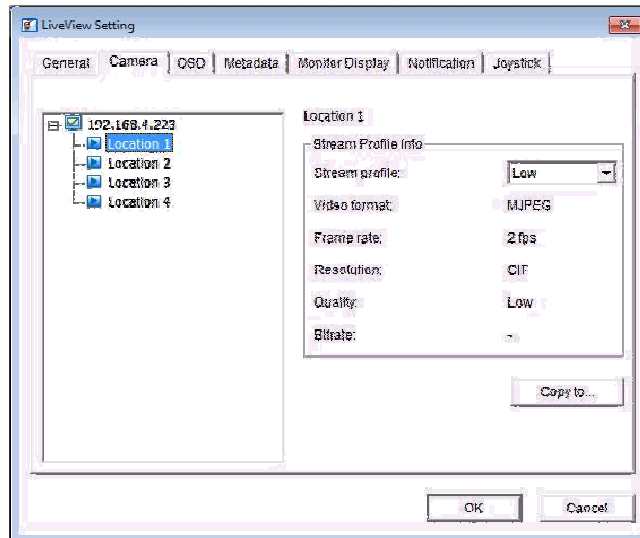 LiveView Setting
General Camera OSD Metadata Monitor Display Notification Joystick
192.168.4.223
Location 1
Location 2
Location 3
Location 4
Location 1
Stream Profile Info
Stream profile: Low
Video format: MJPEG
Frame rate: 2 fps
Resolution: CIF
Quality: Low
Bitrate: -
Copy to...
OK Cancel